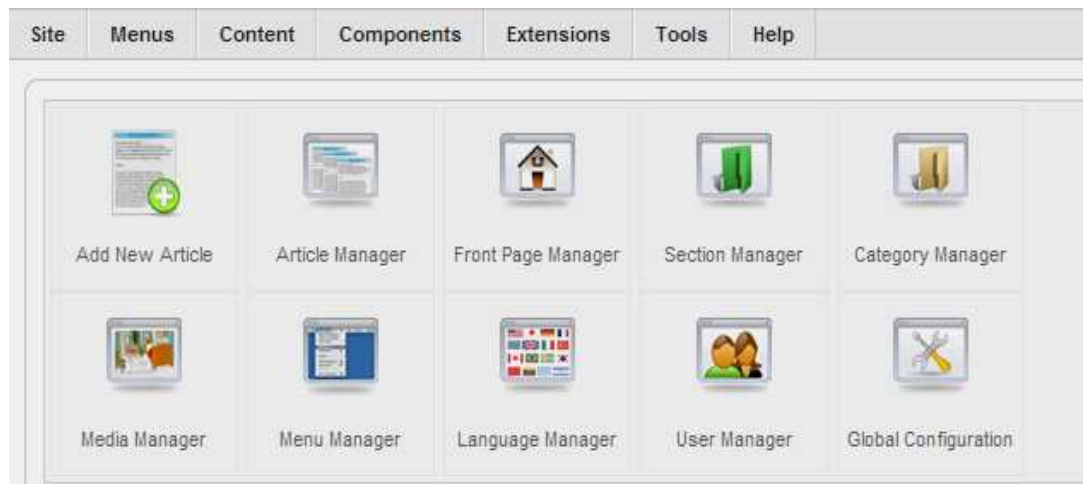 Site Menus Content Components Extensions Tools Help
Add New Article Article Manager Front Page Manager Section Manager Category Manager
Media Manager Menu Manager Language Manager User Manager Global Configuration